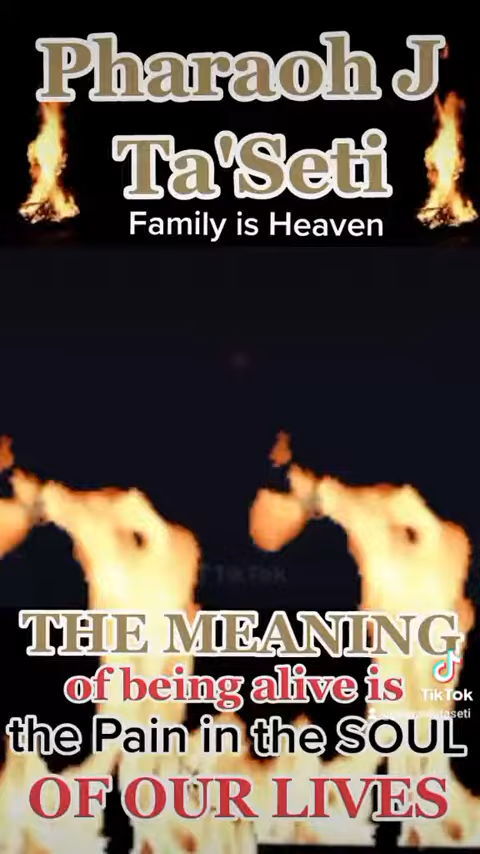 Pharaoh J
Ta'Seti
Family is Heaven
TikTok
THE MEANING
of being alive is
TikTok
the Pain in the SOUL
OF OUR LIVES